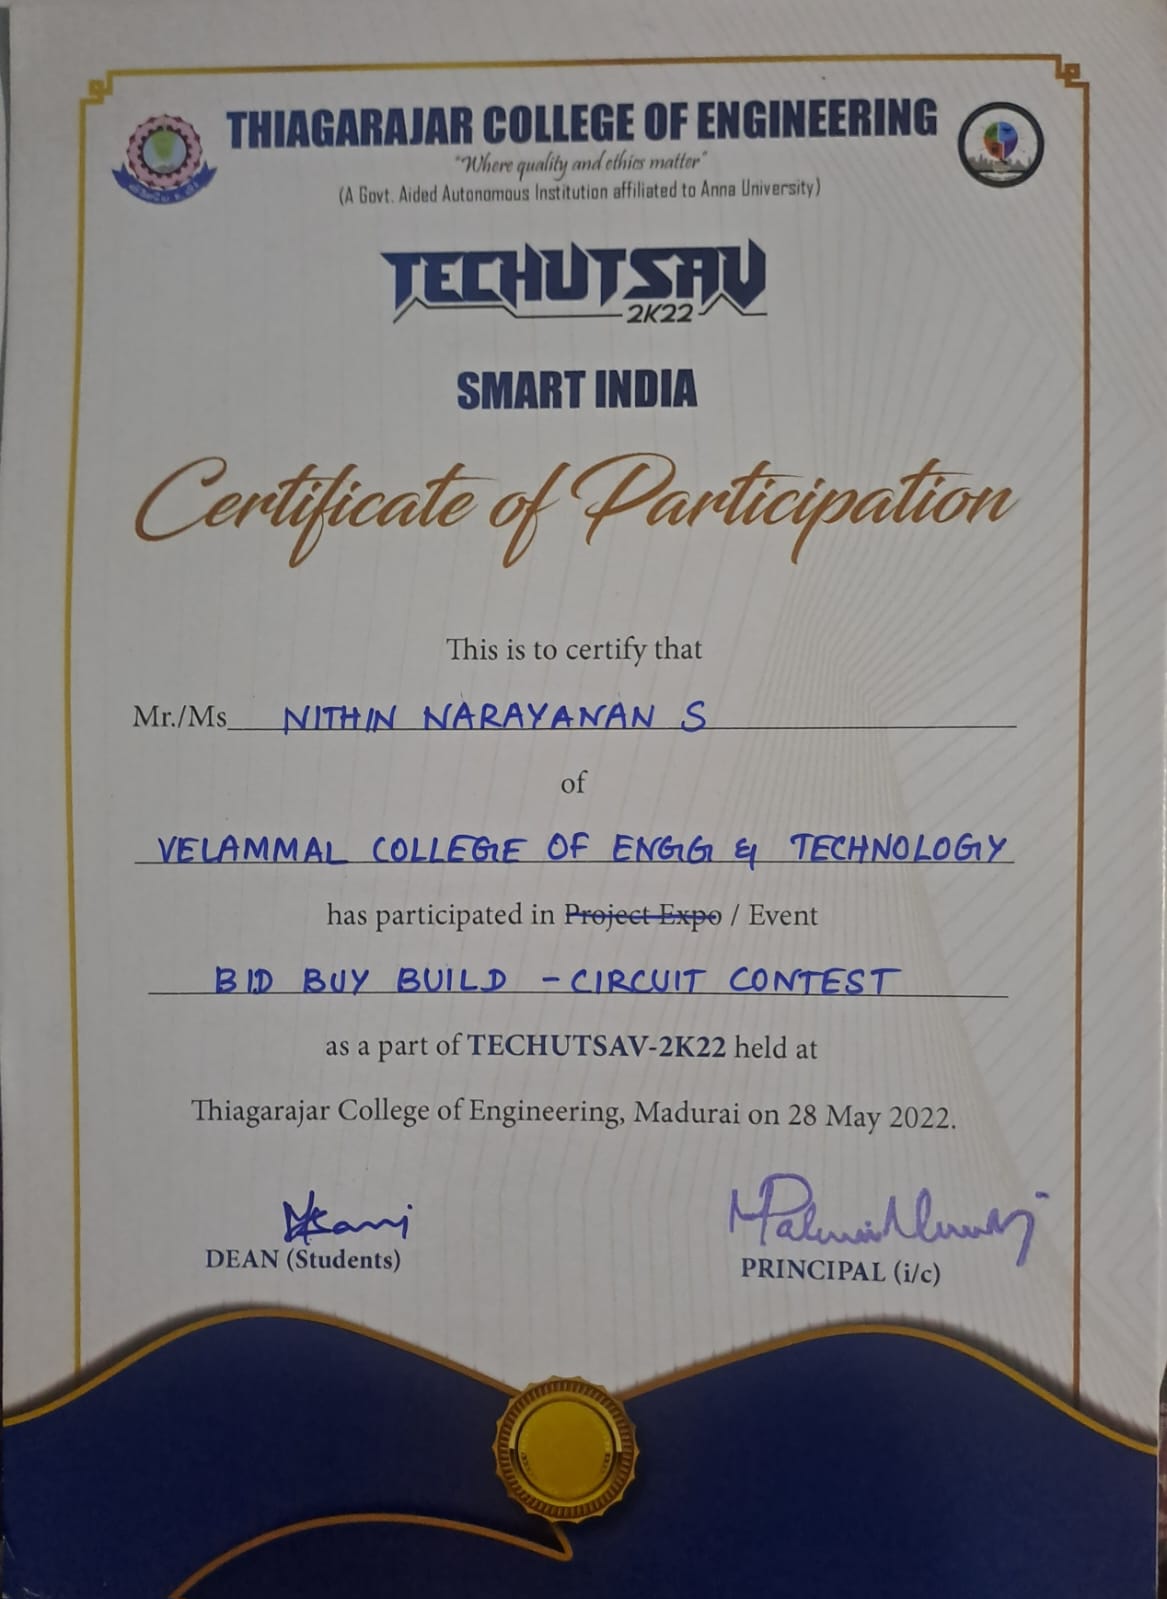 THIAGARAJAR COLLEGE OF ENGINEERING
"Where quality and ethics matter"
(A Govt. Aided Autonomous Institution affiliated to Anna University)
TECHUTSAV
2K22
SMART INDIA
Certificate of Participation
This is to certify that
Mr./Ms NITHIN NARAYANAN S
of
VELAMMAL COLLEGE OF ENGG & TECHNOLOGY
has participated in Project Expo / Event
BID BUY BUILD - CIRCUIT CONTEST
as a part of TECHUTSAV-2K22 held at
Thiagarajar College of Engineering, Madurai on 28 May 2022.
DEAN (Students)
PRINCIPAL (i/c)